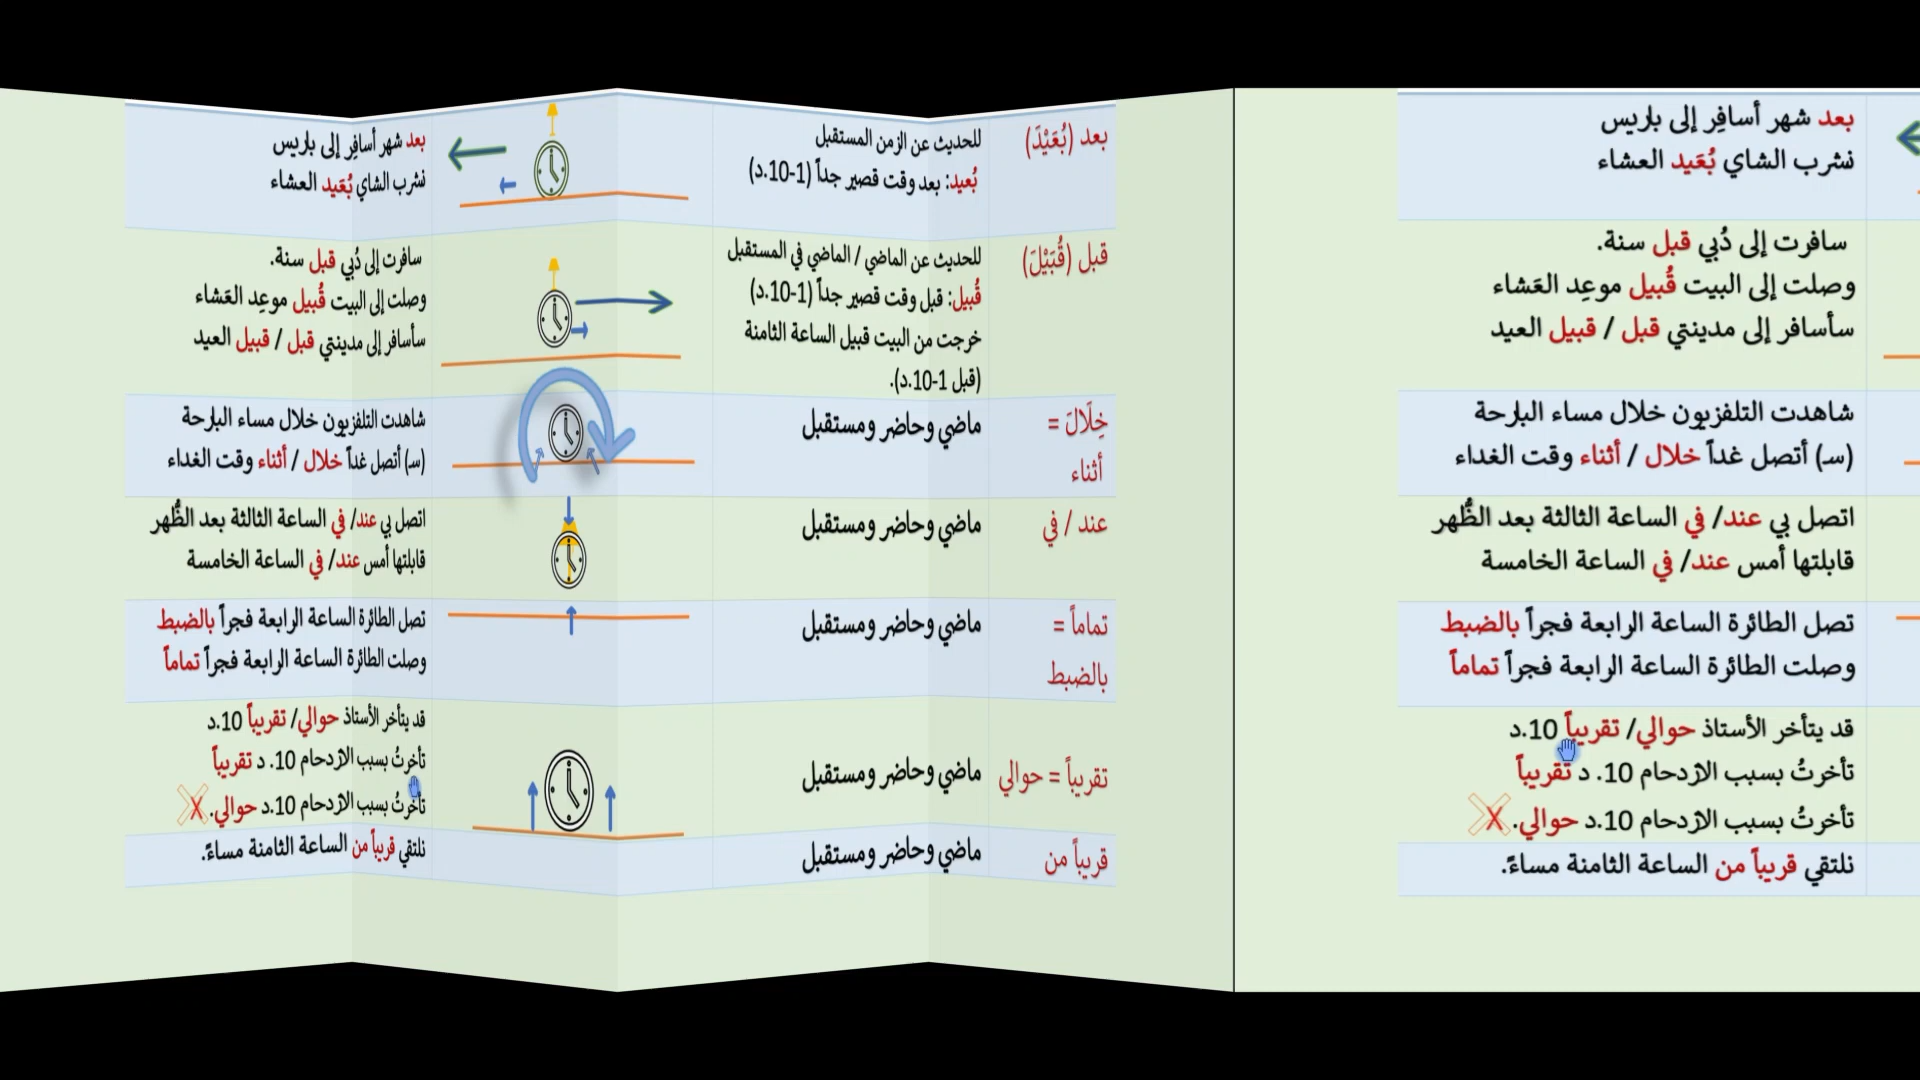 بعد (بُعَيْدَ)
للحديث عن الزمن المستقبل
بُعيد: بعد وقت قصير جداً (1-10.د)
بعد شهر أسافِر إلى باريس
نشرب الشاي بُعَيد العشاء
قبل (قُبَيْلَ)
للحديث عن الماضي / الماضي في المستقبل
قُبيل: قبل وقت قصير جداً (1-10.د)
خرجت من البيت قبيل الساعة الثامنة
(قبل 1-10.د).
سافرت إلى دُبي قبل سنة.
وصلت إلى البيت قُبيل موعِد العَشاء
سأسافر إلى مدينتي قبل / قبيل العيد
خِلَالَ =
أثناء
ماضي وحاضر ومستقبل
شاهدت التلفزيون خلال مساء البارحة
(سـ) أتصل غداً خلال / أثناء وقت الغداء
عند / في
ماضي وحاضر ومستقبل
اتصل بي عند/ في الساعة الثالثة بعد الظُّهر
قابلتها أمس عند/ في الساعة الخامسة
تماماً =
بالضبط
ماضي وحاضر ومستقبل
تصل الطائرة الساعة الرابعة فجراً بالضبط
وصلت الطائرة الساعة الرابعة فجراً تماماً
تقريباً = حوالي
ماضي وحاضر ومستقبل
قد يتأخر الأستاذ حوالي/ تقريباً 10.د
تأخرتُ بسبب الازدحام 10. د تقريباً
تأخرتُ بسبب الازدحام 10.د حوالي. X
قريباً من
ماضي وحاضر ومستقبل
نلتقي قريباً من الساعة الثامنة مساءً.
بعد شهر أسافِر إلى باريس
نشرب الشاي بُعَيد العشاء
سافرت إلى دُبي قبل سنة.
وصلت إلى البيت قُبيل موعِد العَشاء
سأسافر إلى مدينتي قبل / قبيل العيد
شاهدت التلفزيون خلال مساء البارحة
(سـ) أتصل غداً خلال / أثناء وقت الغداء
اتصل بي عند/ في الساعة الثالثة بعد الظُّهر
قابلتها أمس عند/ في الساعة الخامسة
تصل الطائرة الساعة الرابعة فجراً بالضبط
وصلت الطائرة الساعة الرابعة فجراً تماماً
قد يتأخر الأستاذ حوالي/ تقريباً 10.د
تأخرتُ بسبب الازدحام 10. د تقريباً
تأخرتُ بسبب الازدحام 10.د حوالي. X
نلتقي قريباً من الساعة الثامنة مساءً.